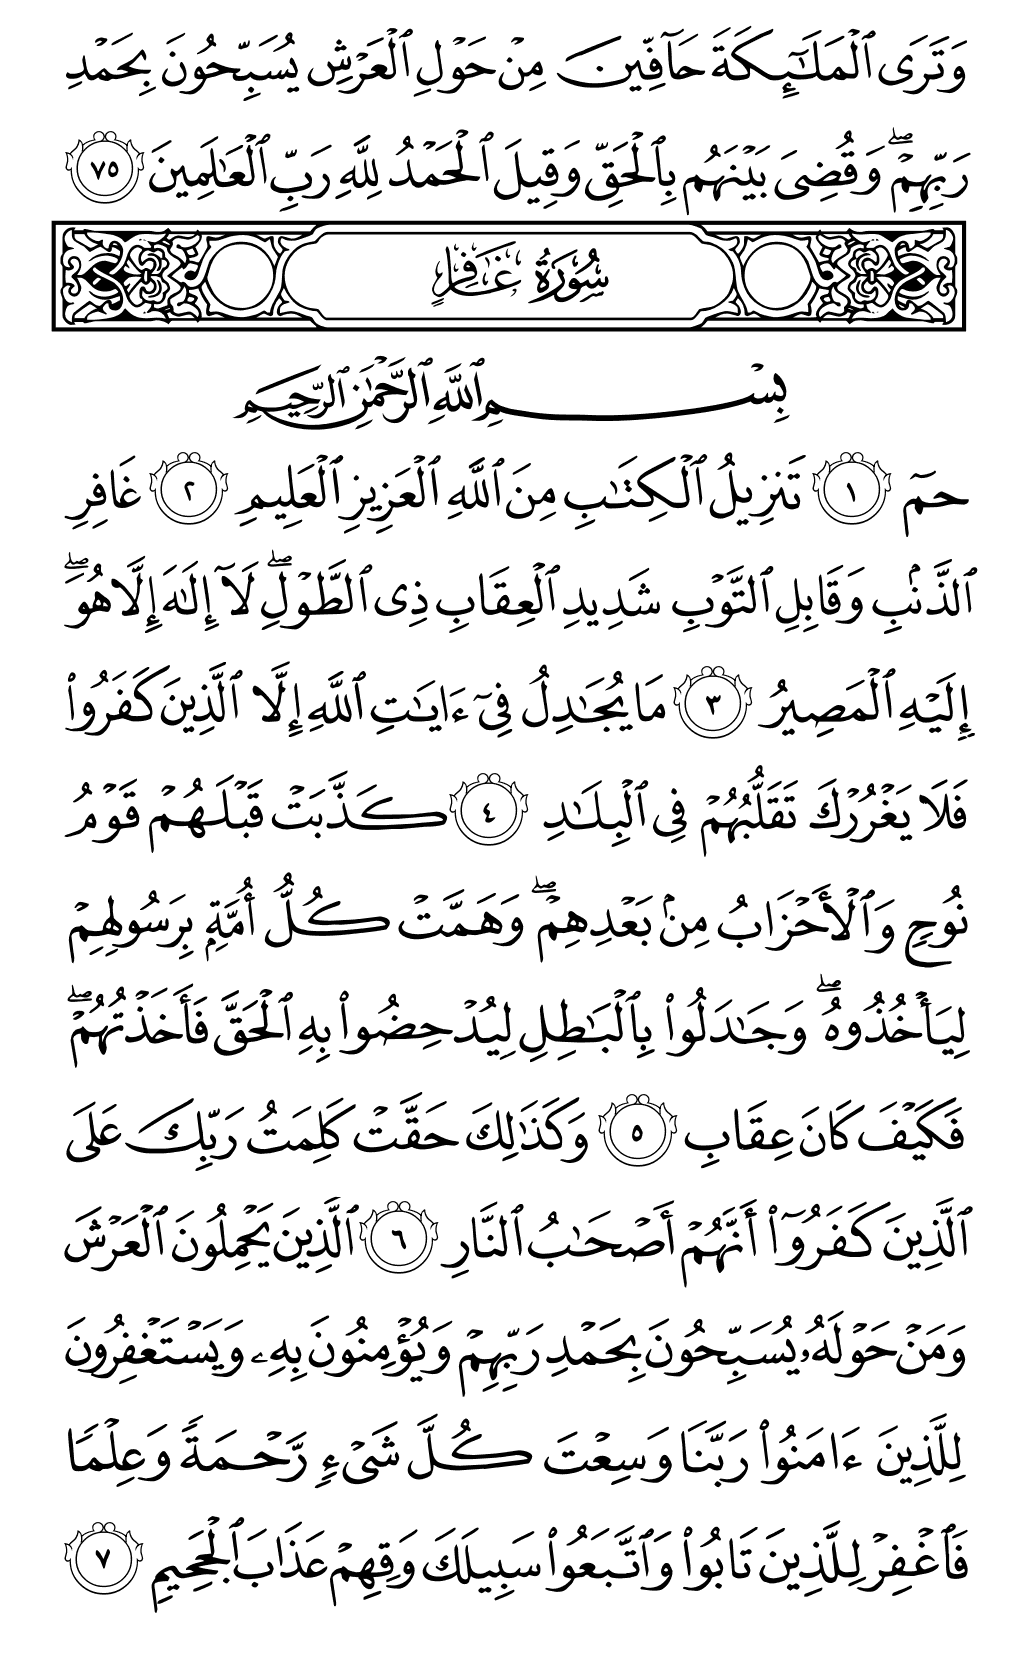 وَتَرَى ٱلْمَلَـٰٓئِكَةَ حَآفِّينَ مِنْ حَوْلِ ٱلْعَرْشِ يُسَبِّحُونَ بِحَمْدِ
رَبِّهِمْ ۖ وَقُضِىَ بَيْنَهُم بِٱلْحَقِّ وَقِيلَ ٱلْحَمْدُ لِلَّهِ رَبِّ ٱلْعَـٰلَمِينَ ٧٥
سُورَةُ غَافِرٍ
بِسْمِ ٱللَّهِ ٱلرَّحْمَـٰنِ ٱلرَّحِيمِ
حمٓ ١ تَنزِيلُ ٱلْكِتَـٰبِ مِنَ ٱللَّهِ ٱلْعَزِيزِ ٱلْعَلِيمِ ٢ غَافِرِ
ٱلذَّنۢبِ وَقَابِلِ ٱلتَّوْبِ شَدِيدِ ٱلْعِقَابِ ذِى ٱلطَّوْلِ ۖ لَآ إِلَـٰهَ إِلَّا هُوَ ۖ
إِلَيْهِ ٱلْمَصِيرُ ٣ مَا يُجَـٰدِلُ فِىٓ ءَايَـٰتِ ٱللَّهِ إِلَّا ٱلَّذِينَ كَفَرُوا۟
فَلَا يَغْرُرْكَ تَقَلُّبُهُمْ فِى ٱلْبِلَـٰدِ ٤ كَذَّبَتْ قَبْلَهُمْ قَوْمُ
نُوحٍ وَٱلْأَحْزَابُ مِنۢ بَعْدِهِمْ ۖ وَهَمَّتْ كُلُّ أُمَّةٍۭ بِرَسُولِهِمْ
لِيَأْخُذُوهُ ۖ وَجَـٰدَلُوا۟ بِٱلْبَـٰطِلِ لِيُدْحِضُوا۟ بِهِ ٱلْحَقَّ فَأَخَذْتُهُمْ ۖ
فَكَيْفَ كَانَ عِقَابِ ٥ وَكَذَٰلِكَ حَقَّتْ كَلِمَتُ رَبِّكَ عَلَى
ٱلَّذِينَ كَفَرُوٓا۟ أَنَّهُمْ أَصْحَـٰبُ ٱلنَّارِ ٦ ٱلَّذِينَ يَحْمِلُونَ ٱلْعَرْشَ
وَمَنْ حَوْلَهُۥ يُسَبِّحُونَ بِحَمْدِ رَبِّهِمْ وَيُؤْمِنُونَ بِهِۦ وَيَسْتَغْفِرُونَ
لِلَّذِينَ ءَامَنُوا۟ رَبَّنَا وَسِعْتَ كُلَّ شَىْءٍ رَّحْمَةً وَعِلْمًا
فَٱغْفِرْ لِلَّذِينَ تَابُوا۟ وَٱتَّبَعُوا۟ سَبِيلَكَ وَقِهِمْ عَذَابَ ٱلْجَحِيمِ ٧